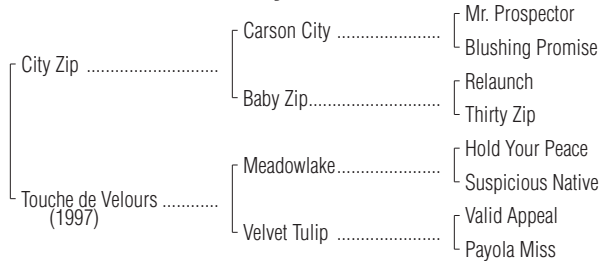 Mr. Prospector
Carson City ....................
Blushing Promise
City Zip .........................
Relaunch
Baby Zip.........................
Thirty Zip
Hold Your Peace
Meadowlake....................
Suspicious Native
Touche de Velours ............
(1997)
Valid Appeal
Velvet Tulip ....................
Payola Miss